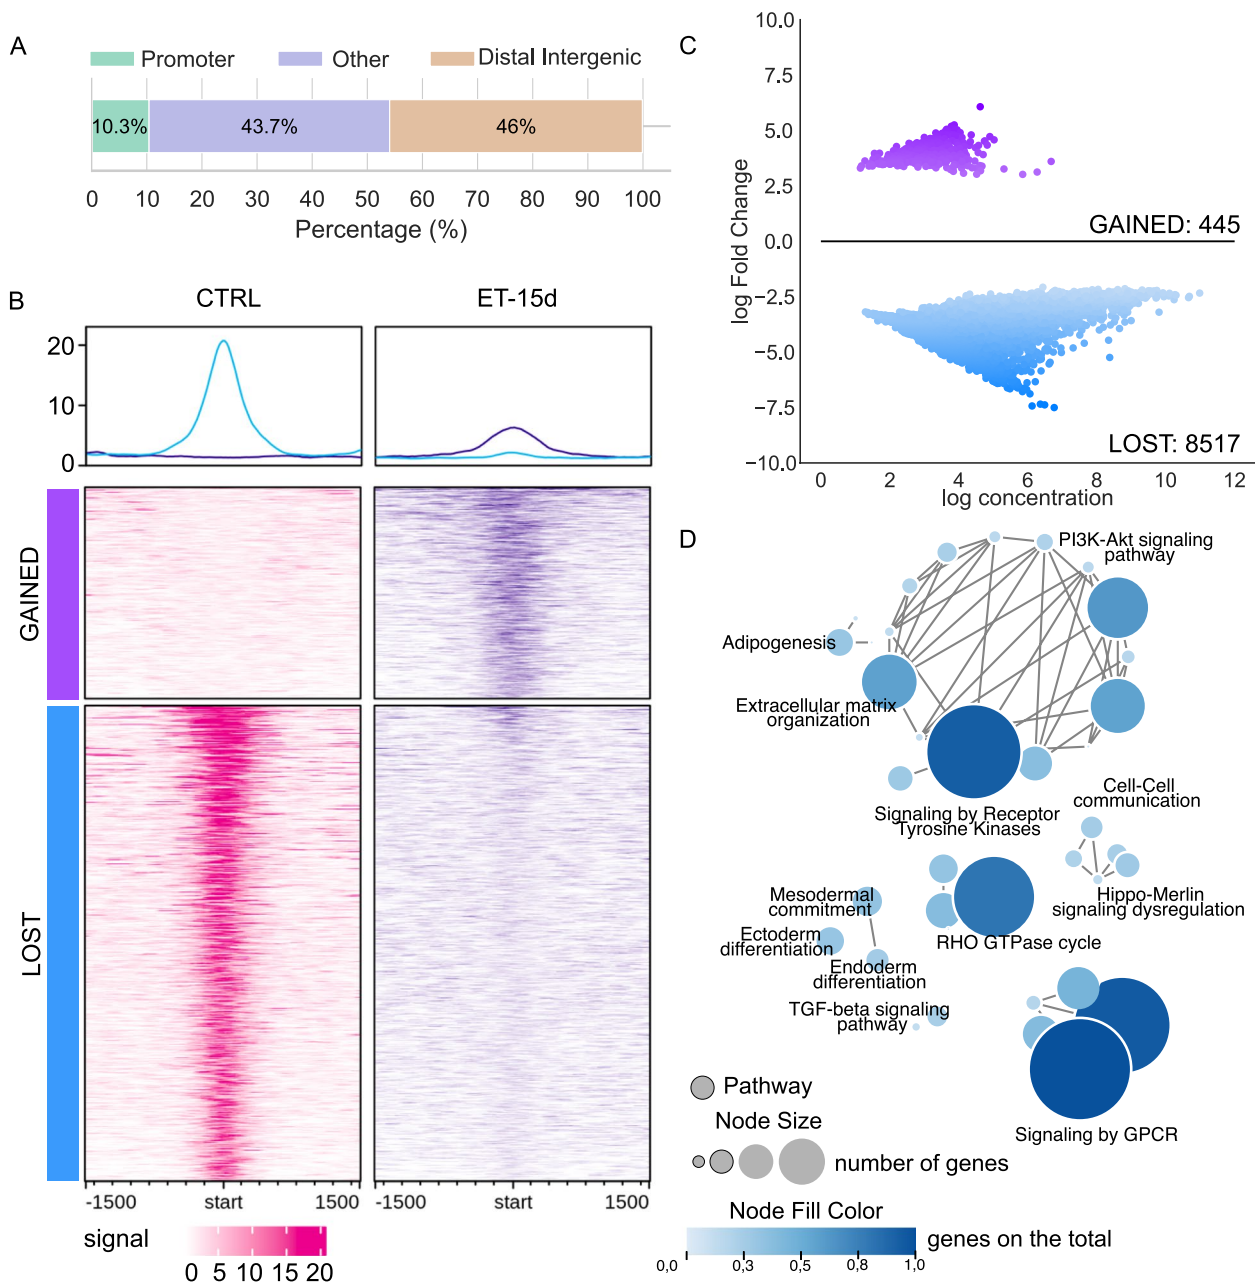 A
Promoter
Other
Distal Intergenic
10.3%
43.7%
46%
0 10 20 30 40 50 60 70 80 90 100
Percentage (%)
B
CTRL
ET-15d
20
10
0
GAINED
LOST
-1500 start 1500
-1500 start 1500
signal
0 5 10 15 20
C
10.0
7.5
5.0
2.5
0.0
−2.5
−5.0
−7.5
−10.0
log Fold Change
GAINED: 445
LOST: 8517
0 2 4 6 8 10 12
log concentration
D
PI3K-Akt signaling
pathway
Adipogenesis
Extracellular matrix
organization
Signaling by Receptor
Tyrosine Kinases
Cell-Cell
communication
Hippo-Merlin
signaling dysregulation
Mesodermal
commitment
Ectoderm
differentiation
Endoderm
differentiation
RHO GTPase cycle
TGF-beta signaling
pathway
Signaling by GPCR
Pathway
Node Size
number of genes
Node Fill Color
genes on the total
0,0 0,3 0,5 0,8 1,0